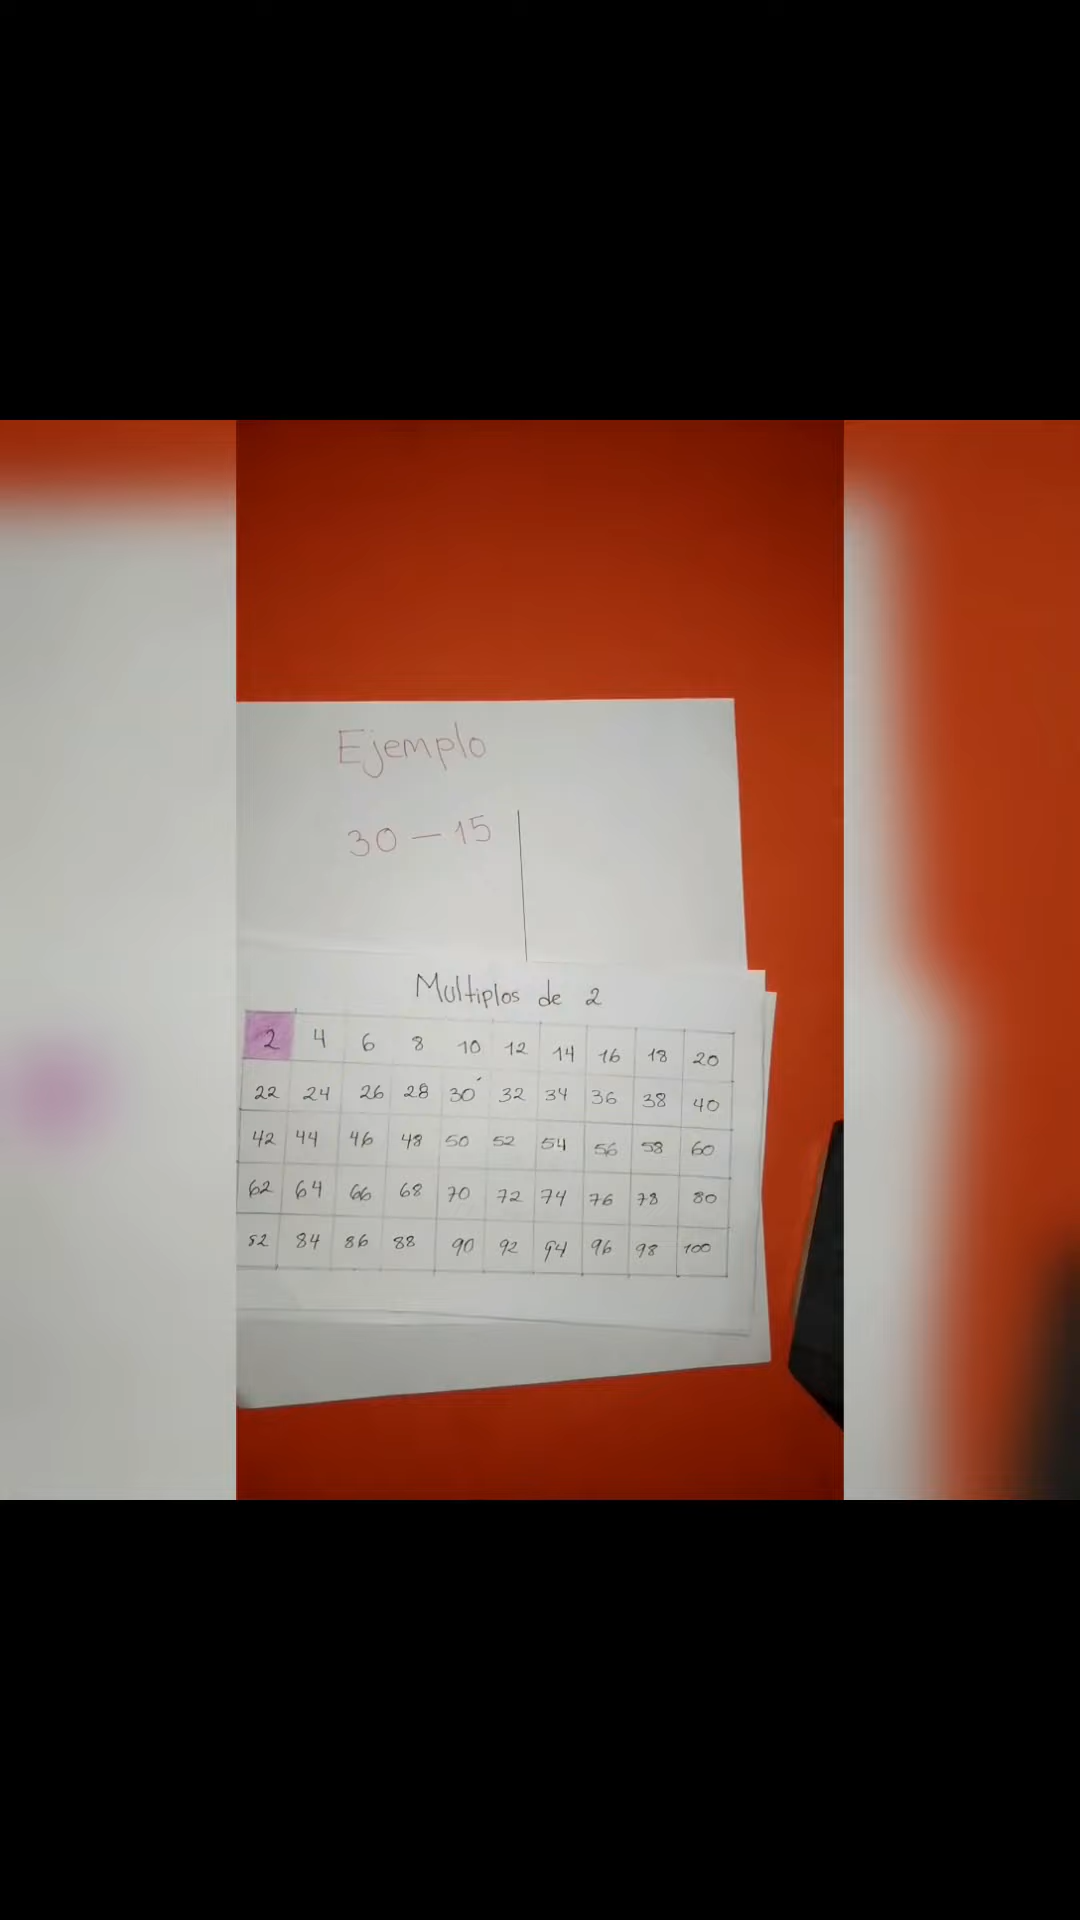 Ejemplo
30 — 15
Multiplos de 2
2 4 6 8 10 12 14 16 18 20
22 24 26 28 30 32 34 36 38 40
42 44 46 48 50 52 54 56 58 60
62 64 66 68 70 72 74 76 78 80
82 84 86 88 90 92 94 96 98 100